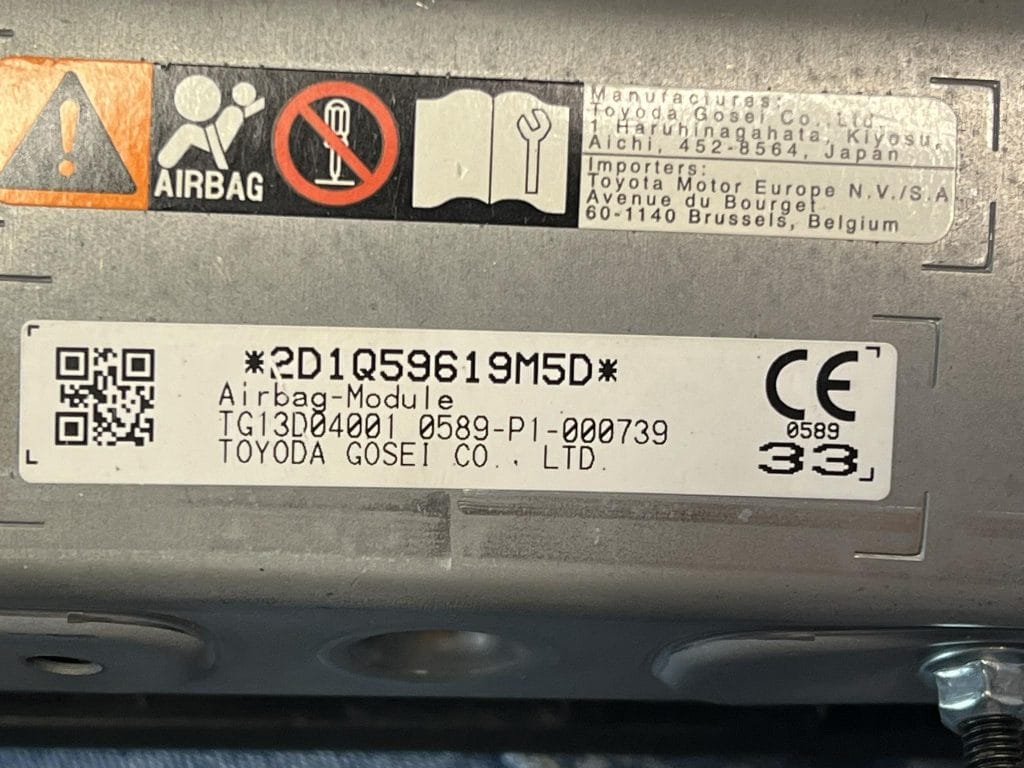 AIRBAG
Manufactures:
Toyoda Gosei Co.,Ltd.
1 Haruhinagahata, Kiyosu,
Aichi, 452-8564, Japan
Importers:
Toyota Motor Europe N.V./S.A
Avenue du Bourget
60-1140 Brussels, Belgium
*2D1Q59619M5D*
Airbag-Module
TG13D04001 0589-P1-000739
TOYODA GOSEI CO., LTD.
CE
0589
33